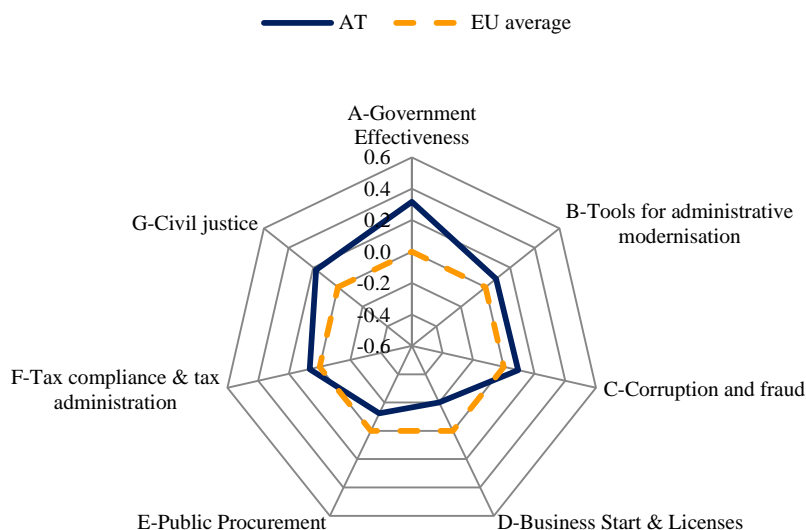 AT EU average
A-Government
Effectiveness
0.6
0.4
0.2
0.0
-0.2
-0.4
-0.6
B-Tools for administrative
modernisation
C-Corruption and fraud
D-Business Start & Licenses
E-Public Procurement
F-Tax compliance & tax
administration
G-Civil justice